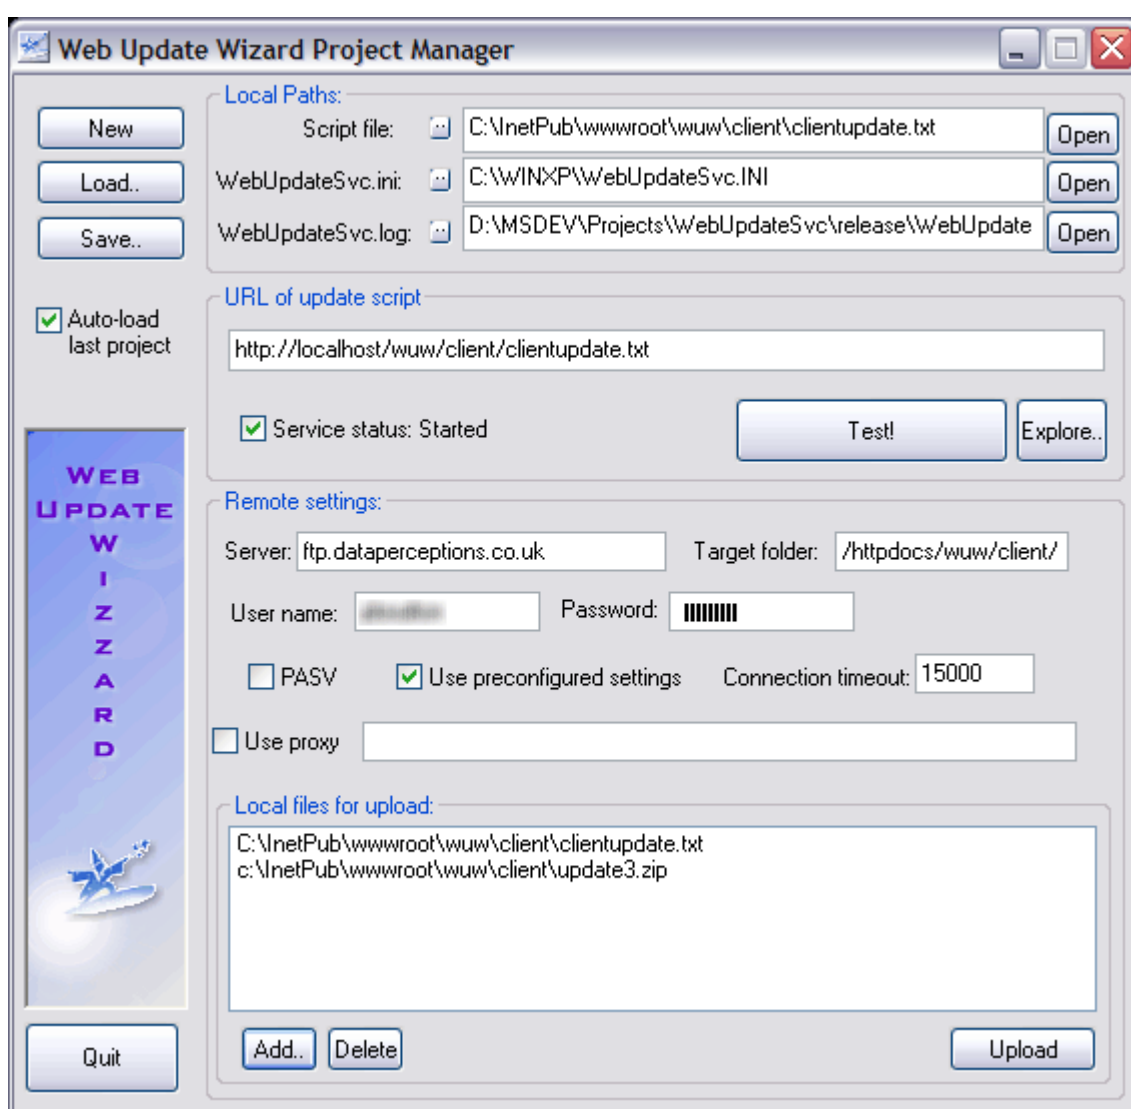 Web Update Wizard Project Manager
New
Load..
Save..
Auto-load
last project
WEB
UPDATE
WIZZARD
Quit
Local Paths:
Script file: .. C:\InetPub\wwwroot\wuw\client\clientupdate.txt Open
WebUpdateSvc.ini: .. C:\WINXP\WebUpdateSvc.INI Open
WebUpdateSvc.log: .. D:\MSDEV\Projects\WebUpdateSvc\release\WebUpdate Open
URL of update script
http://localhost/wuw/client/clientupdate.txt
Service status: Started Test! Explore..
Remote settings:
Server: ftp.dataperceptions.co.uk Target folder: /httpdocs/wuw/client/
User name: Password:
PASV Use preconfigured settings Connection timeout: 15000
Use proxy
Local files for upload:
C:\InetPub\wwwroot\wuw\client\clientupdate.txt
c:\InetPub\wwwroot\wuw\client\update3.zip
Add.. Delete Upload